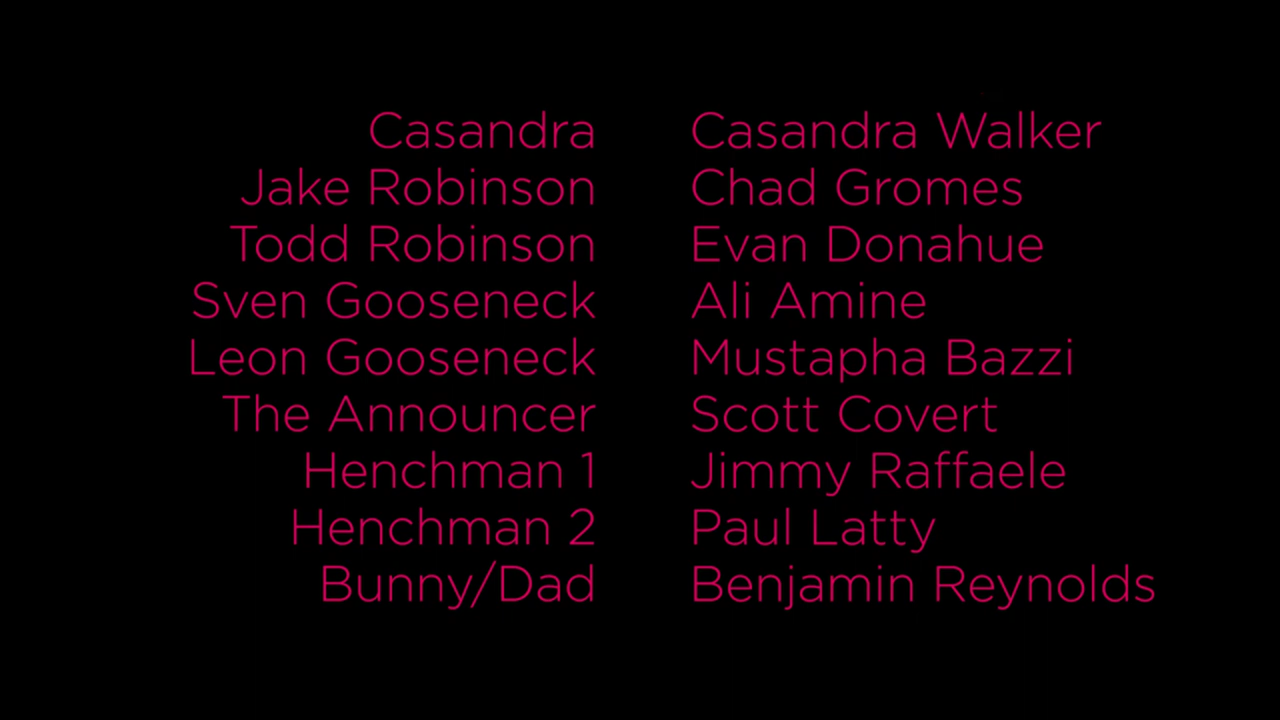 Casandra Casandra Walker
Jake Robinson Chad Gromes
Todd Robinson Evan Donahue
Sven Gooseneck Ali Amine
Leon Gooseneck Mustapha Bazzi
The Announcer Scott Covert
Henchman 1 Jimmy Raffaele
Henchman 2 Paul Latty
Bunny/Dad Benjamin Reynolds